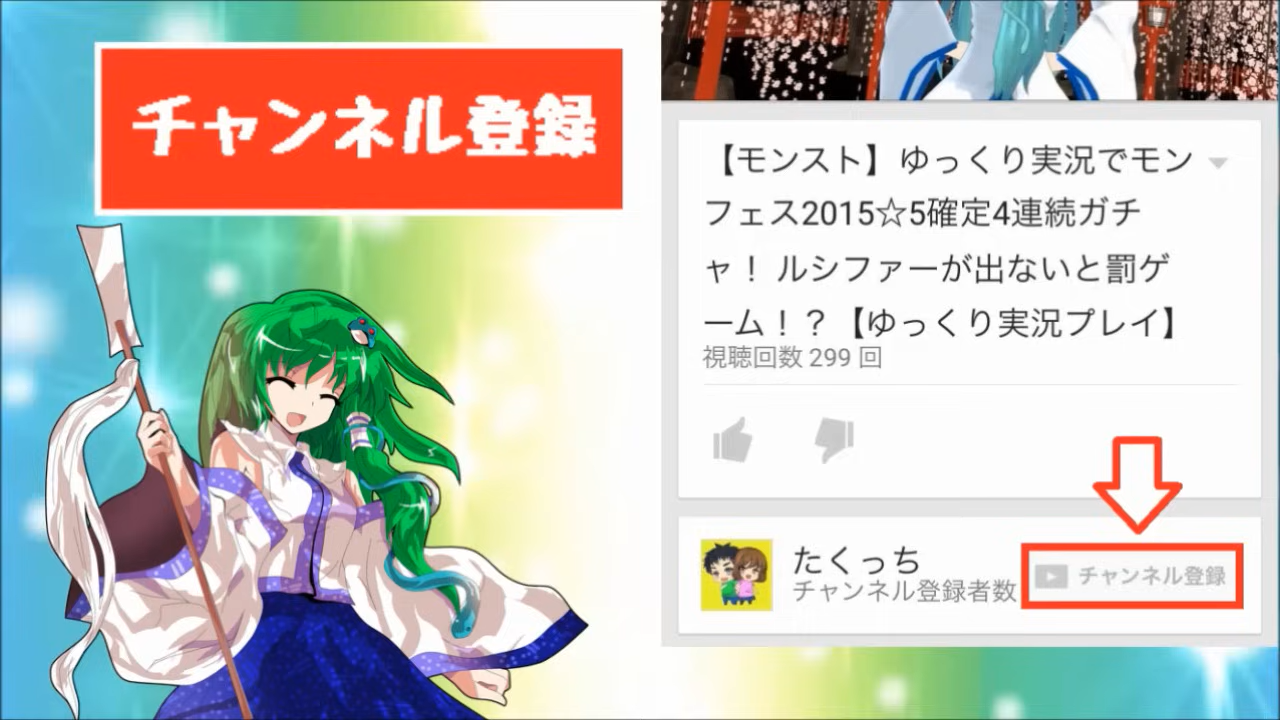 チャンネル登録
【モンスト】ゆっくり実況でモン
フェス2015☆5確定4連続ガチ
ャ！ ルシファーが出ないと罰ゲ
ーム！？【ゆっくり実況プレイ】
視聴回数 299 回
たくっち
チャンネル登録者数
チャンネル登録